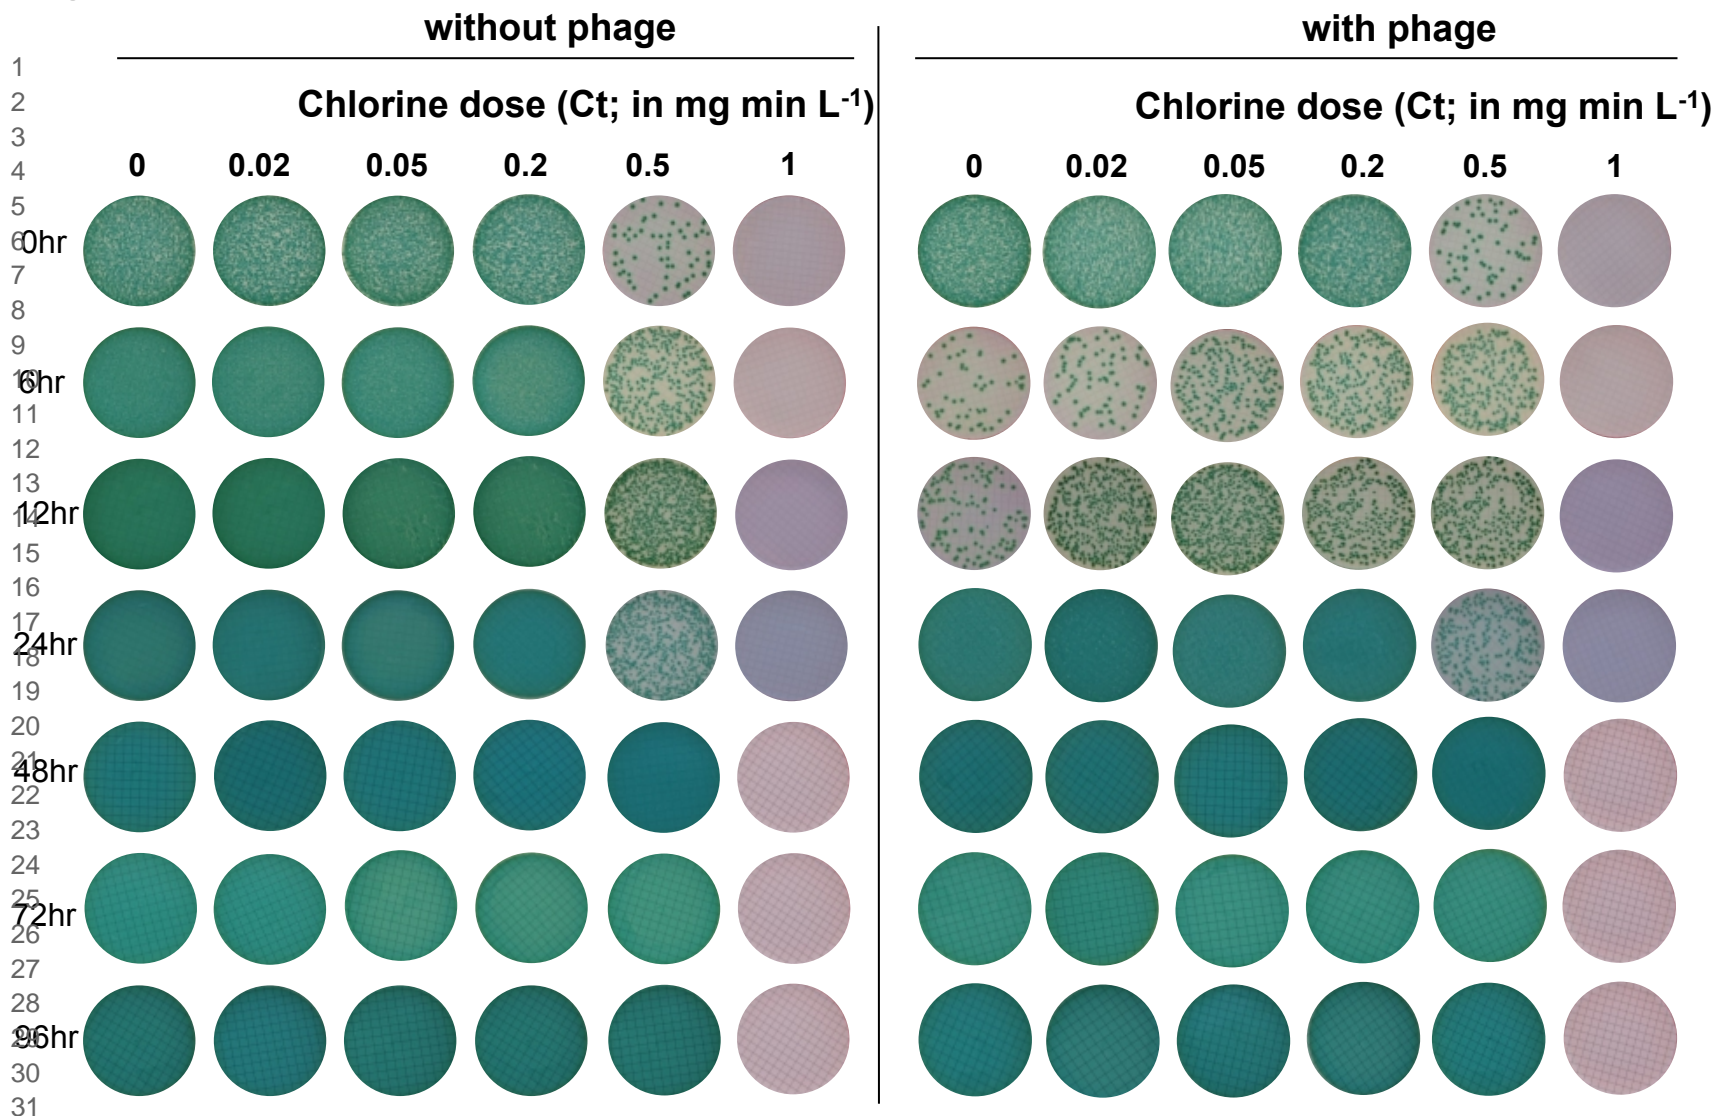 without phage
with phage
1
2
Chlorine dose (Ct; in mg min L-1)
Chlorine dose (Ct; in mg min L-1)
3
4
0 0.02 0.05 0.2 0.5 1
0 0.02 0.05 0.2 0.5 1
5
6
0hr
7
8
9
10
6hr
11
12
13
14
12hr
15
16
17
18
24hr
19
20
21
48hr
22
23
24
25
72hr
26
27
28
29
96hr
30
31